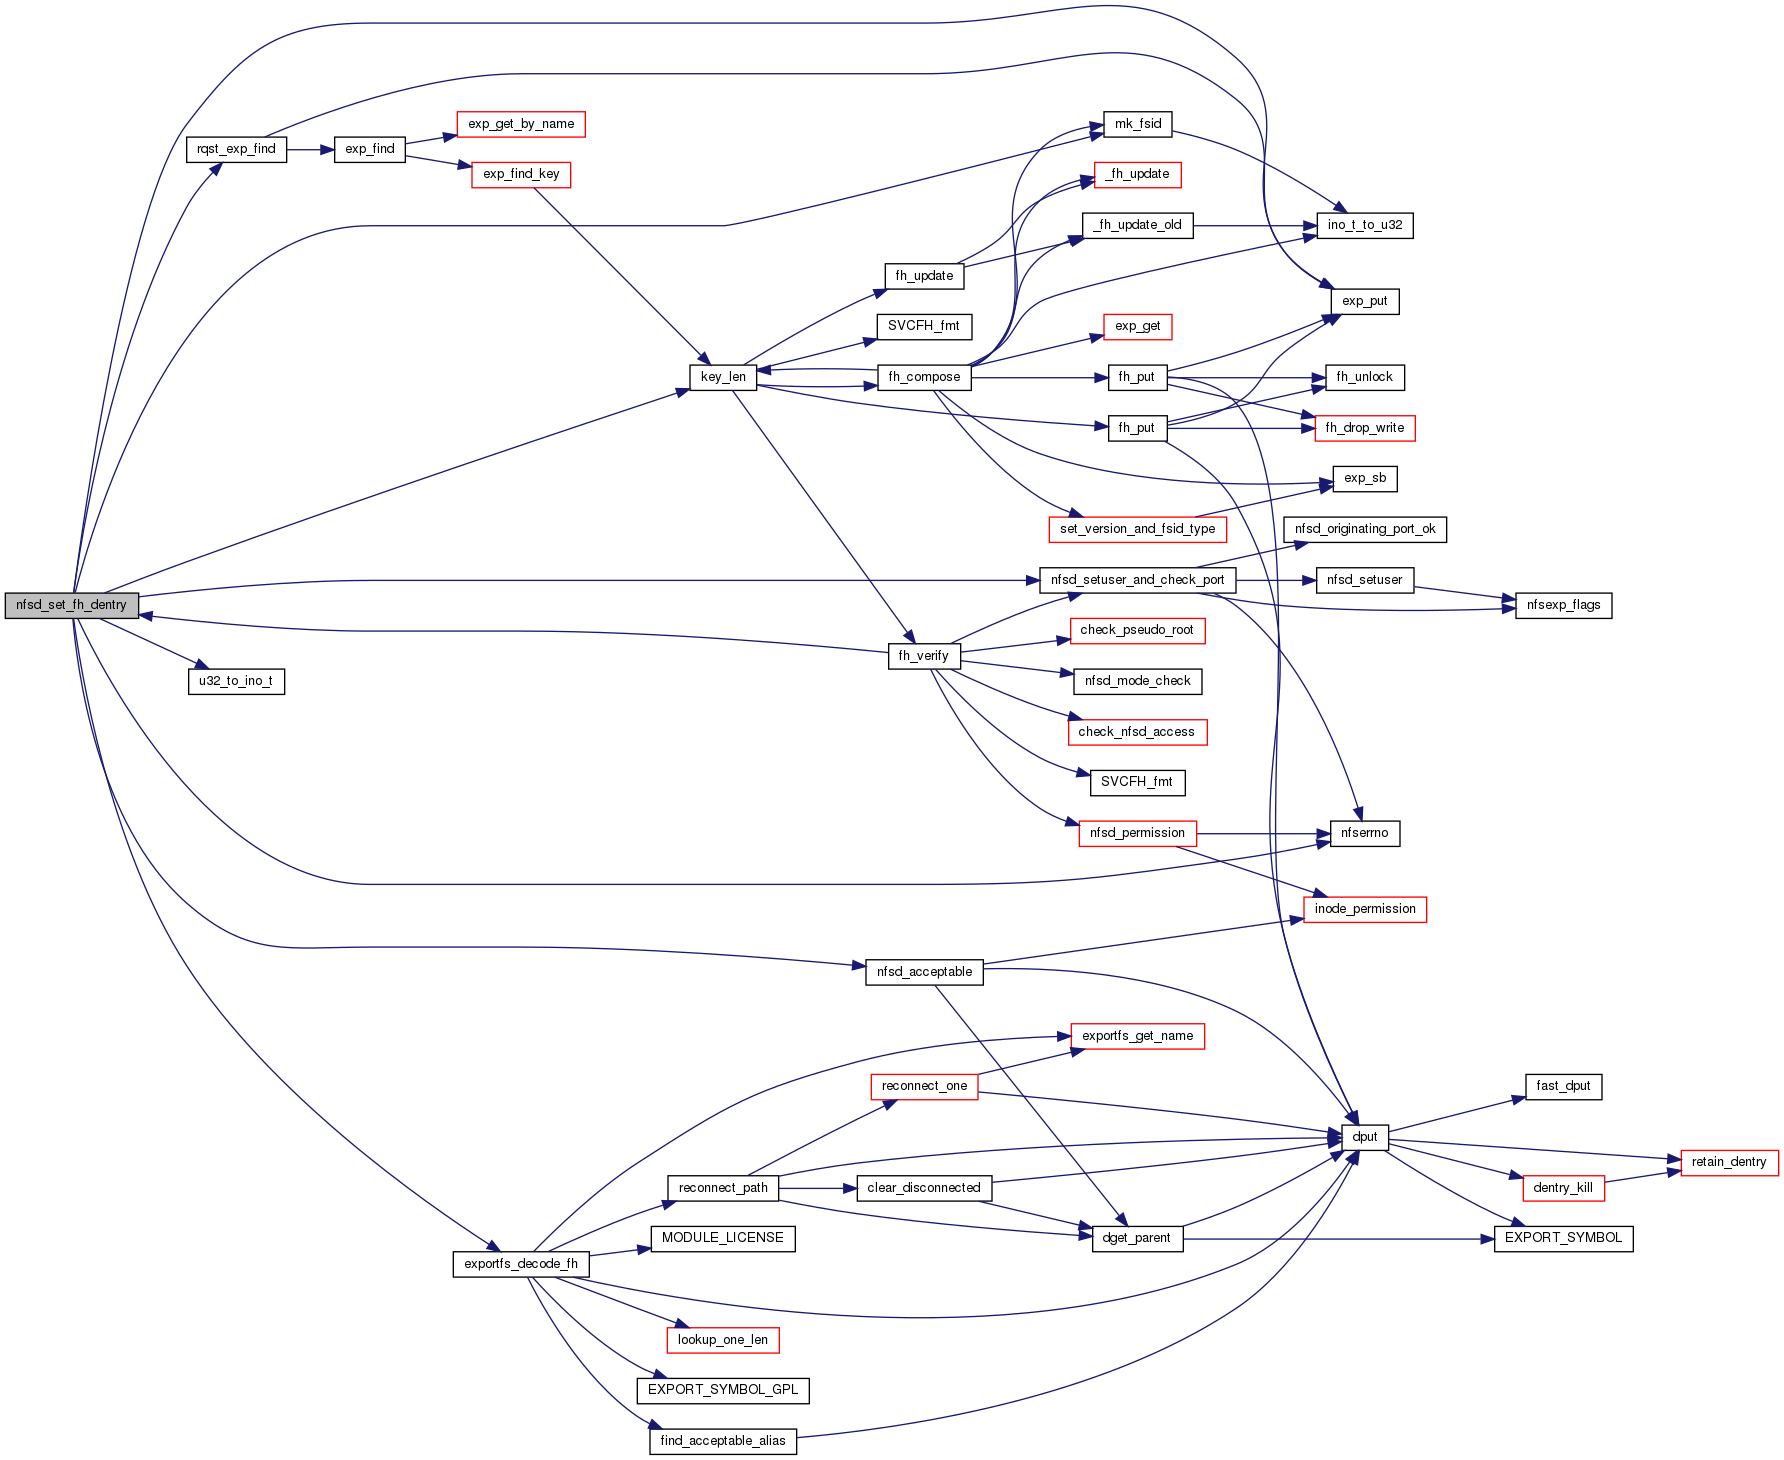 exp_get_by_name
mk_fsid
rqst_exp_find
exp_find
exp_find_key
_fh_update
_fh_update_old
ino_t_to_u32
fh_update
exp_put
SVCFH_fmt
exp_get
key_len
fh_compose
fh_put
fh_unlock
fh_put
fh_drop_write
exp_sb
set_version_and_fsid_type
nfsd_originating_port_ok
nfsd_setuser_and_check_port
nfsd_setuser
nfsd_set_fh_dentry
nfsexp_flags
check_pseudo_root
fh_verify
u32_to_ino_t
nfsd_mode_check
check_nfsd_access
SVCFH_fmt
nfsd_permission
nfserrno
inode_permission
nfsd_acceptable
exportfs_get_name
reconnect_one
fast_dput
dput
retain_dentry
reconnect_path
clear_disconnected
dentry_kill
MODULE_LICENSE
dget_parent
EXPORT_SYMBOL
exportfs_decode_fh
lookup_one_len
EXPORT_SYMBOL_GPL
find_acceptable_alias